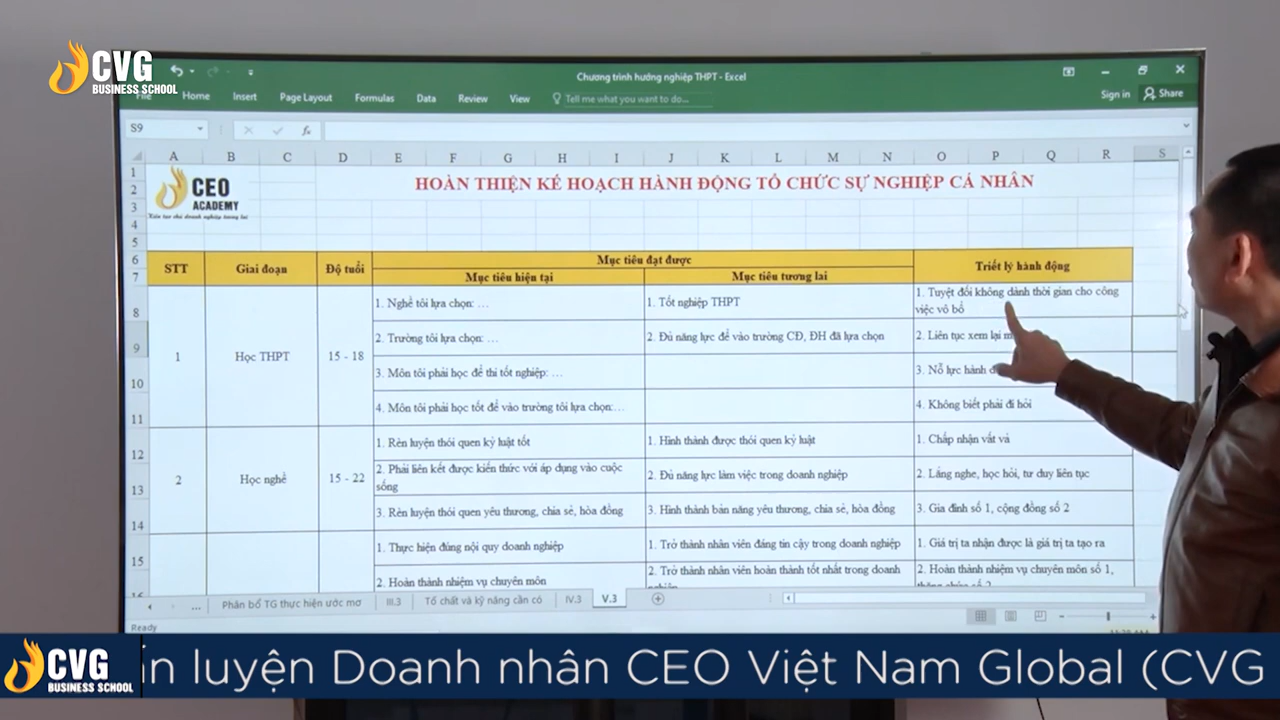 CVG
BUSINESS SCHOOL
Chương trình hướng nghiệp THPT - Excel
File Home Insert Page Layout Formulas Data Review View Tell me what you want to do... Sign in Share
S9 fx
A B C D E F G H I J K L M N O P Q R S
1
2
3
4
5
6
7
8
9
10
11
12
13
14
15
CEO
ACADEMY
HOÀN THIỆN KẾ HOẠCH HÀNH ĐỘNG TỔ CHỨC SỰ NGHIỆP CÁ NHÂN
STT Giai đoạn Độ tuổi Mục tiêu đạt được Triết lý hành động
Mục tiêu hiện tại Mục tiêu tương lai
1 Học THPT 15 - 18
1. Nghề tôi lựa chọn: … 1. Tốt nghiệp THPT 1. Tuyệt đối không dành thời gian cho công
việc vô bổ
2. Trường tôi lựa chọn: … 2. Đủ năng lực để vào trường CĐ, ĐH đã lựa chọn 2. Liên tục xem lại
3. Môn tôi phải học để thi tốt nghiệp: … 3. Nỗ lực hành
4. Môn tôi phải học tốt để vào trường tôi lựa chọn:… 4. Không biết phải đi hỏi
2 Học nghề 15 - 22
1. Rèn luyện thói quen kỷ luật tốt 1. Hình thành được thói quen kỷ luật 1. Chấp nhận vất vả
2. Phải liên kết được kiến thức với áp dụng vào cuộc
sống 2. Đủ năng lực làm việc trong doanh nghiệp 2. Lắng nghe, học hỏi, tư duy liên tục
3. Rèn luyện thói quen yêu thương, chia sẻ, hòa đồng 3. Hình thành bản năng yêu thương, chia sẻ, hòa đồng 3. Gia đình số 1, cộng đồng số 2
1. Thực hiện đúng nội quy doanh nghiệp 1. Trở thành nhân viên đáng tin cậy trong doanh nghiệp 1. Giá trị ta nhận được là giá trị ta tạo ra
2. Hoàn thành nhiệm vụ chuyên môn 2. Trở thành nhân viên hoàn thành tốt nhất trong doanh 2. Hoàn thành nhiệm vụ chuyên môn số 1,
... Phân bổ TG thực hiện ước mơ III.3 Tố chất và kỹ năng cần có IV.3 V.3
Ready
CVG
BUSINESS SCHOOL
luyện Doanh nhân CEO Việt Nam Global (CVG